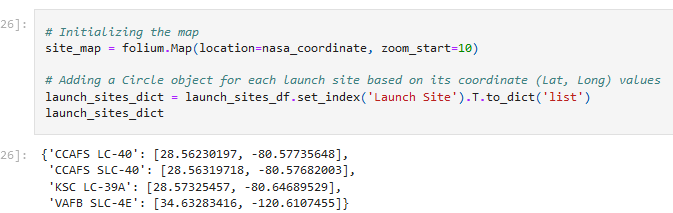 26]:
# Initializing the map
site_map = folium.Map(location=nasa_coordinate, zoom_start=10)
# Adding a Circle object for each launch site based on its coordinate (Lat, Long) values
launch_sites_dict = launch_sites_df.set_index('Launch Site').T.to_dict('list')
launch_sites_dict
26]: {'CCAFS LC-40': [28.56230197, -80.57735648],
'CCAFS SLC-40': [28.56319718, -80.57682003],
'KSC LC-39A': [28.57325457, -80.64689529],
'VAFB SLC-4E': [34.63283416, -120.6107455]}